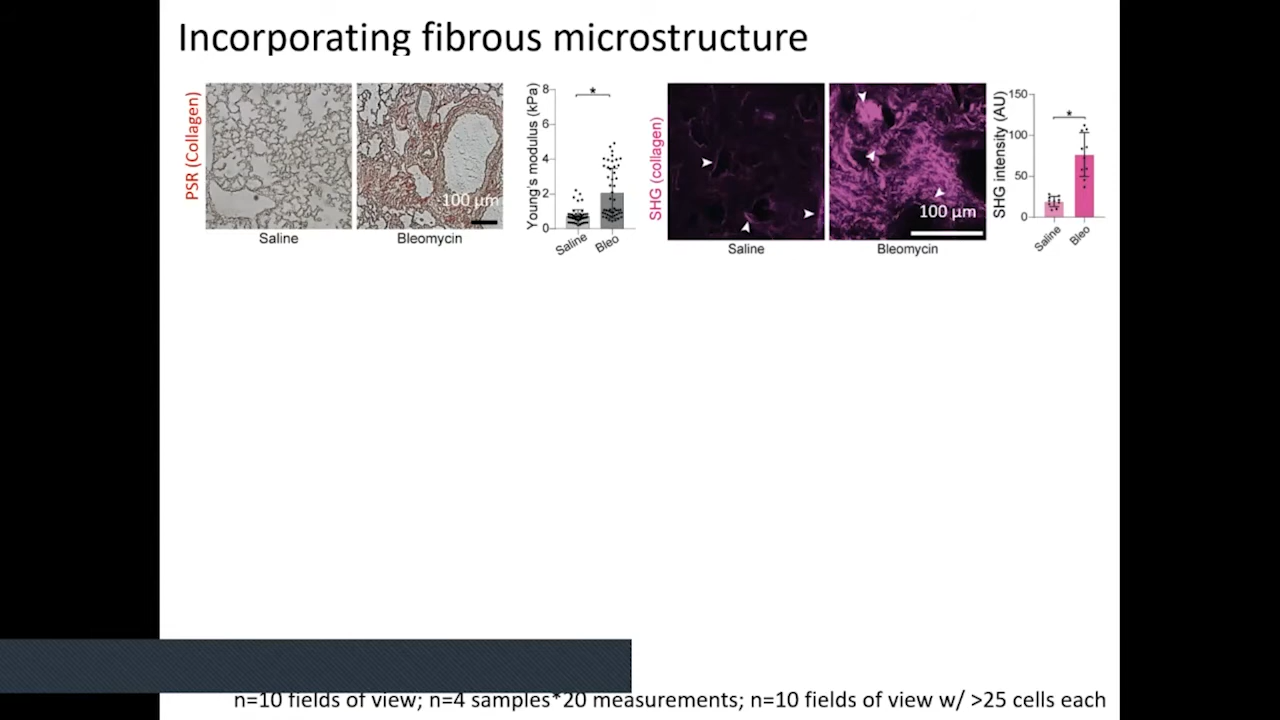 Incorporating fibrous microstructure
PSR (Collagen)
100 µm
Saline
Bleomycin
Young's modulus (kPa)
8
6
4
2
0
*
Saline
Bleo
SHG (collagen)
100 µm
Saline
Bleomycin
SHG intensity (AU)
150
100
50
0
*
Saline
Bleo
n=10 fields of view; n=4 samples*20 measurements; n=10 fields of view w/ >25 cells each